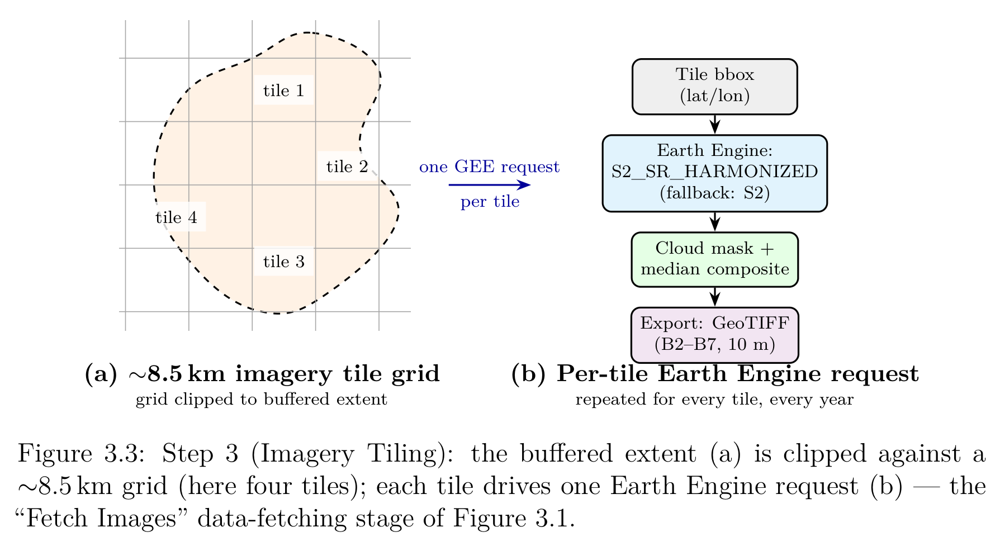 tile 1
tile 2
tile 4
tile 3
one GEE request
per tile
Tile bbox
(lat/lon)
Earth Engine:
S2_SR_HARMONIZED
(fallback: S2)
Cloud mask +
median composite
Export: GeoTIFF
(B2–B7, 10 m)
(a) ~8.5 km imagery tile grid
grid clipped to buffered extent
(b) Per-tile Earth Engine request
repeated for every tile, every year
Figure 3.3: Step 3 (Imagery Tiling): the buffered extent (a) is clipped against a
~8.5 km grid (here four tiles); each tile drives one Earth Engine request (b) — the
“Fetch Images” data-fetching stage of Figure 3.1.